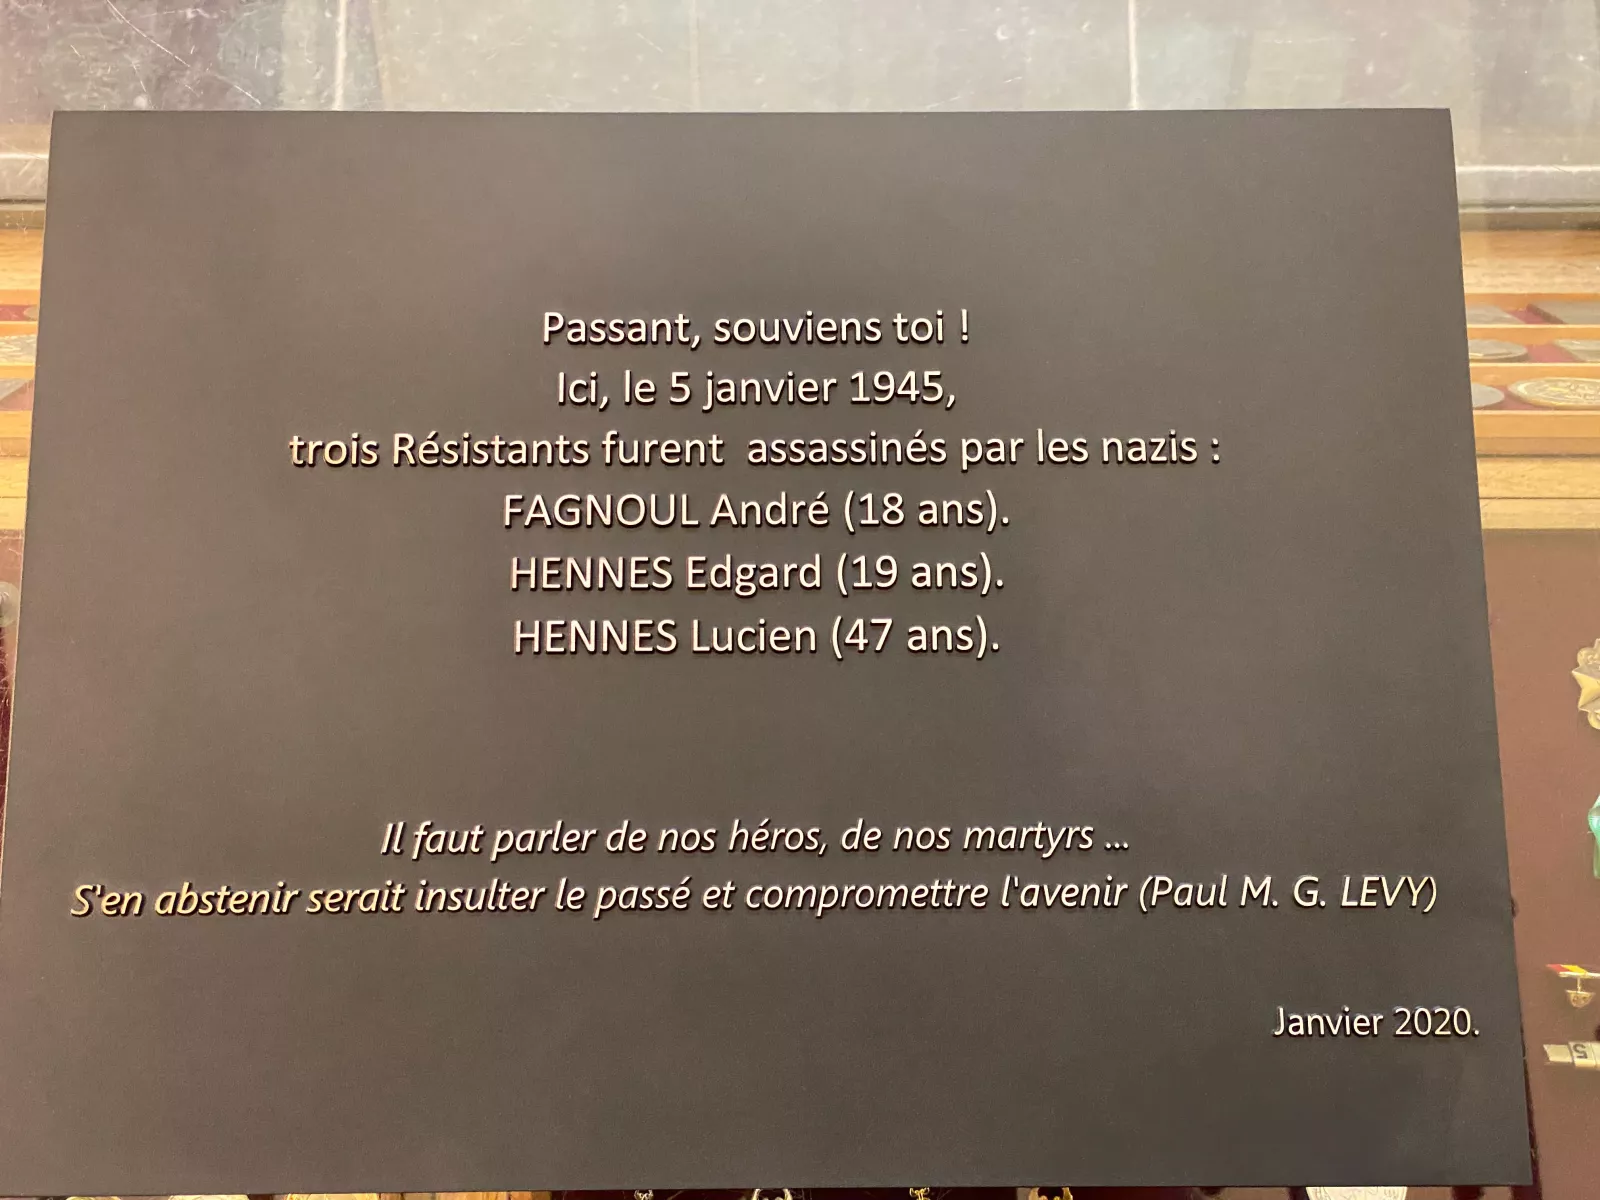 Passant, souviens toi !
Ici, le 5 janvier 1945,
trois Résistants furent  assassinés par les nazis :
FAGNOUL André (18 ans).
HENNES Edgard (19 ans).
HENNES Lucien (47 ans).
Il faut parler de nos héros, de nos martyrs ...
S'en abstenir serait insulter le passé et compromettre l'avenir (Paul M. G. LEVY)
Janvier 2020.